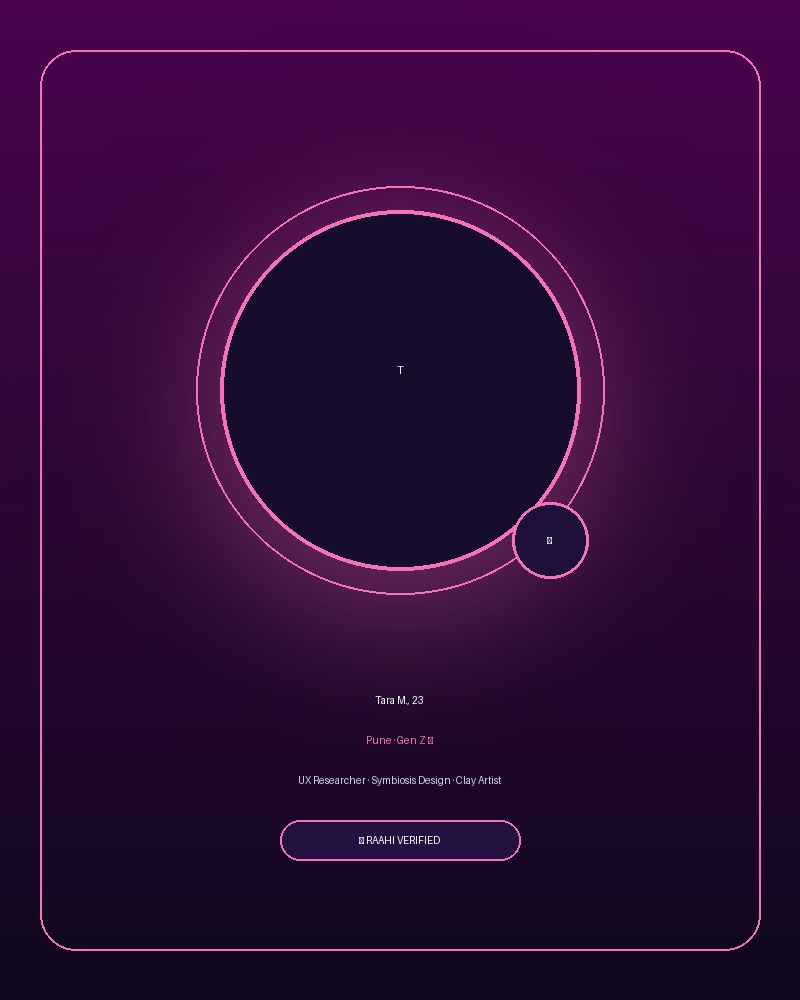 T
Tara M., 23
Pune · Gen Z
UX Researcher · Symbiosis Design · Clay Artist
RAAHI VERIFIED